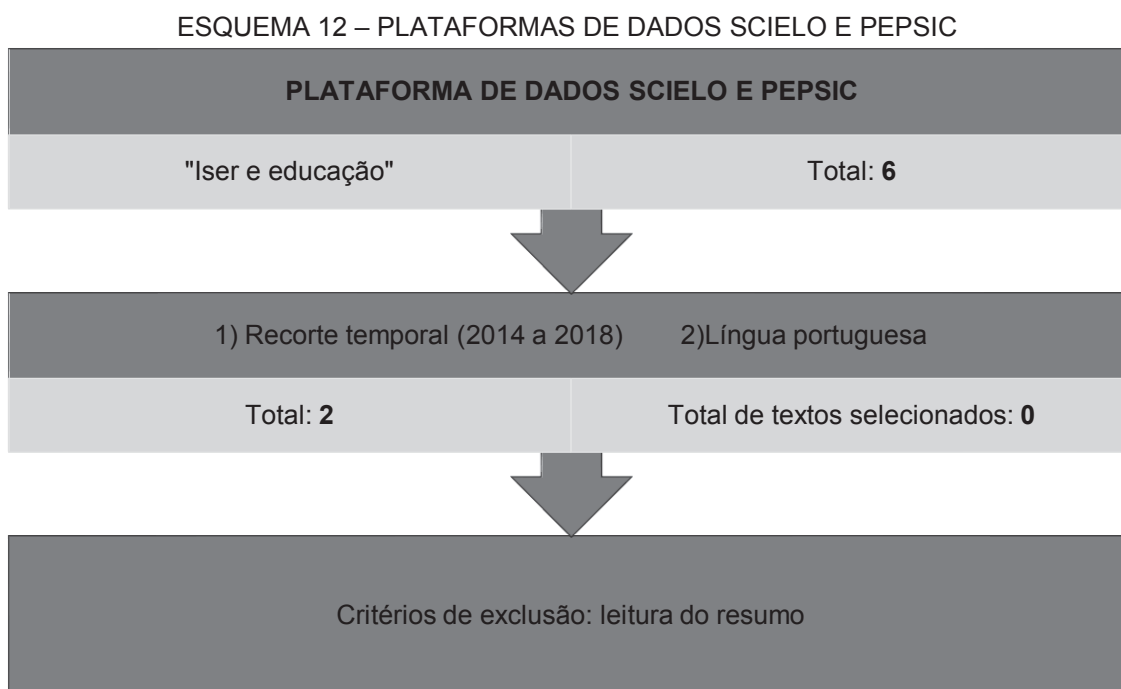 ESQUEMA 12 – PLATAFORMAS DE DADOS SCIELO E PEPSIC
PLATAFORMA DE DADOS SCIELO E PEPSIC
"Iser e educação"
Total: 6
1) Recorte temporal (2014 a 2018) 2)Língua portuguesa
Total: 2
Total de textos selecionados: 0
Critérios de exclusão: leitura do resumo